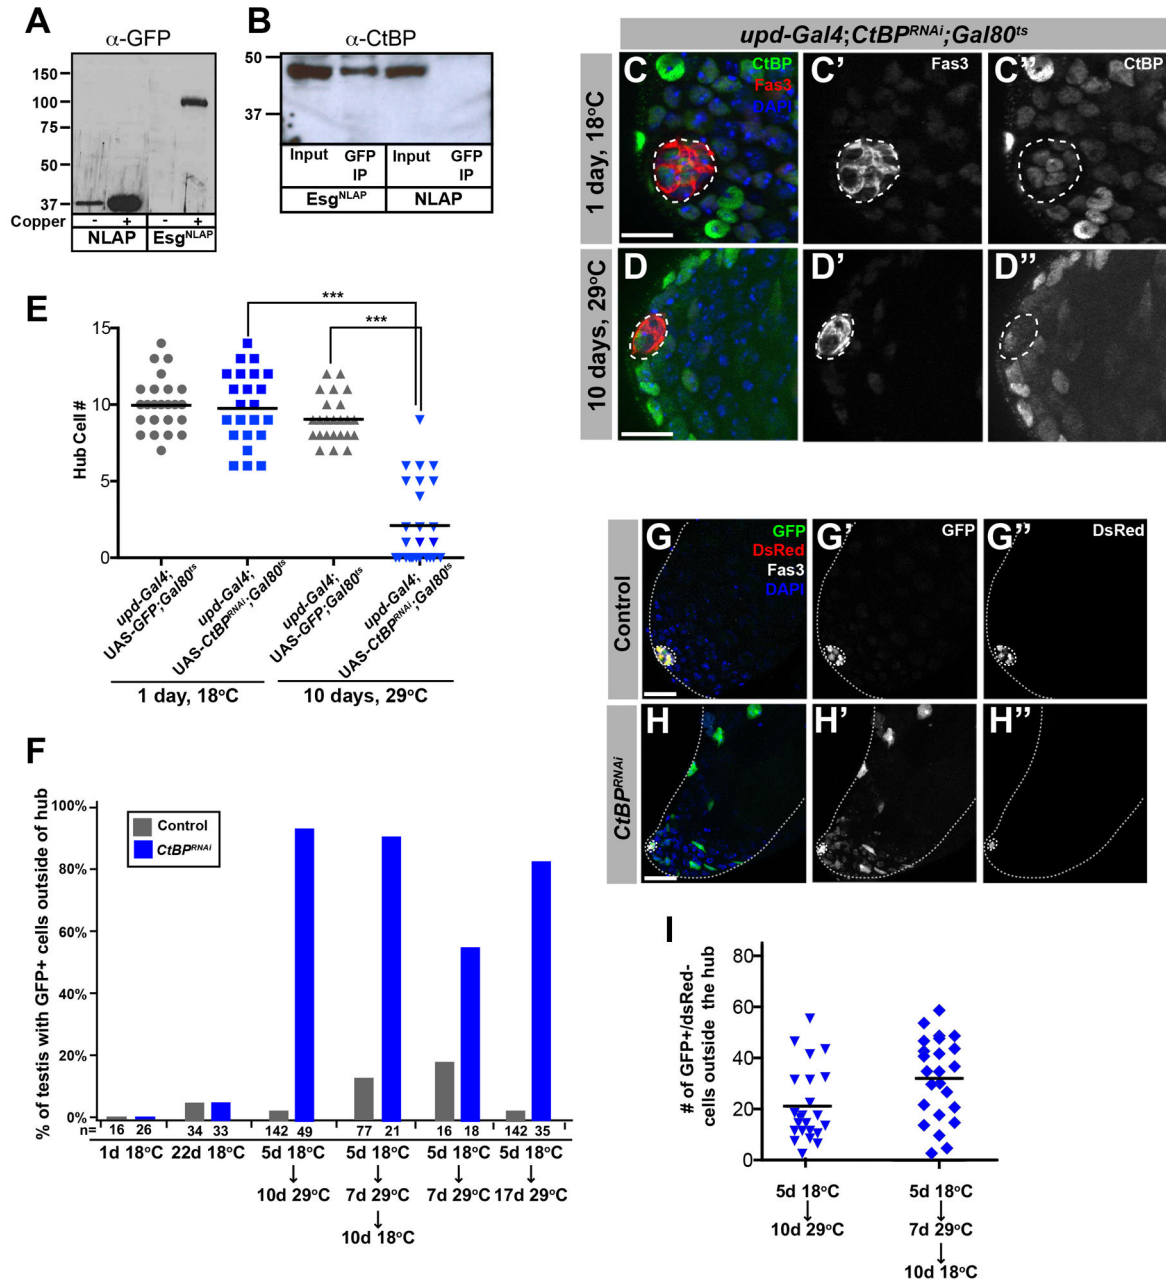 A
α-GFP
150
100
75
50
37
Copper - + - +
NLAP Esg^NLAP
B
α-CtBP
50
37
Input GFP IP Input GFP IP
Esg^NLAP NLAP
upd-Gal4;CtBP^RNAi;Gal80^ts
1 day, 18°C
C
CtBP
Fas3
DAPI
C'
Fas3
C''
CtBP
10 days, 29°C
D
D'
D''
E
Hub Cell #
15
10
5
0
***
***
upd-Gal4;
UAS-GFP;Gal80^ts
upd-Gal4;
UAS-CtBP^RNAi;Gal80^ts
upd-Gal4;
UAS-GFP;Gal80^ts
upd-Gal4;
UAS-CtBP^RNAi;Gal80^ts
1 day, 18°C
10 days, 29°C
F
% of testis with GFP+ cells outside of hub
100%
80%
60%
40%
20%
0%
Control
CtBP^RNAi
n= 16 26 34 33 142 49 77 21 16 18 142 35
1d 18°C 22d 18°C 5d 18°C 5d 18°C 5d 18°C 5d 18°C
↓ ↓ ↓ ↓
10d 29°C 7d 29°C 7d 29°C 17d 29°C
↓
10d 18°C
Control
G
GFP
DsRed
Fas3
DAPI
G'
GFP
G''
DsRed
CtBP^RNAi
H
H'
H''
I
# of GFP+/dsRed-
cells outside the hub
80
60
40
20
0
5d 18°C 5d 18°C
↓ ↓
10d 29°C 7d 29°C
↓
10d 18°C